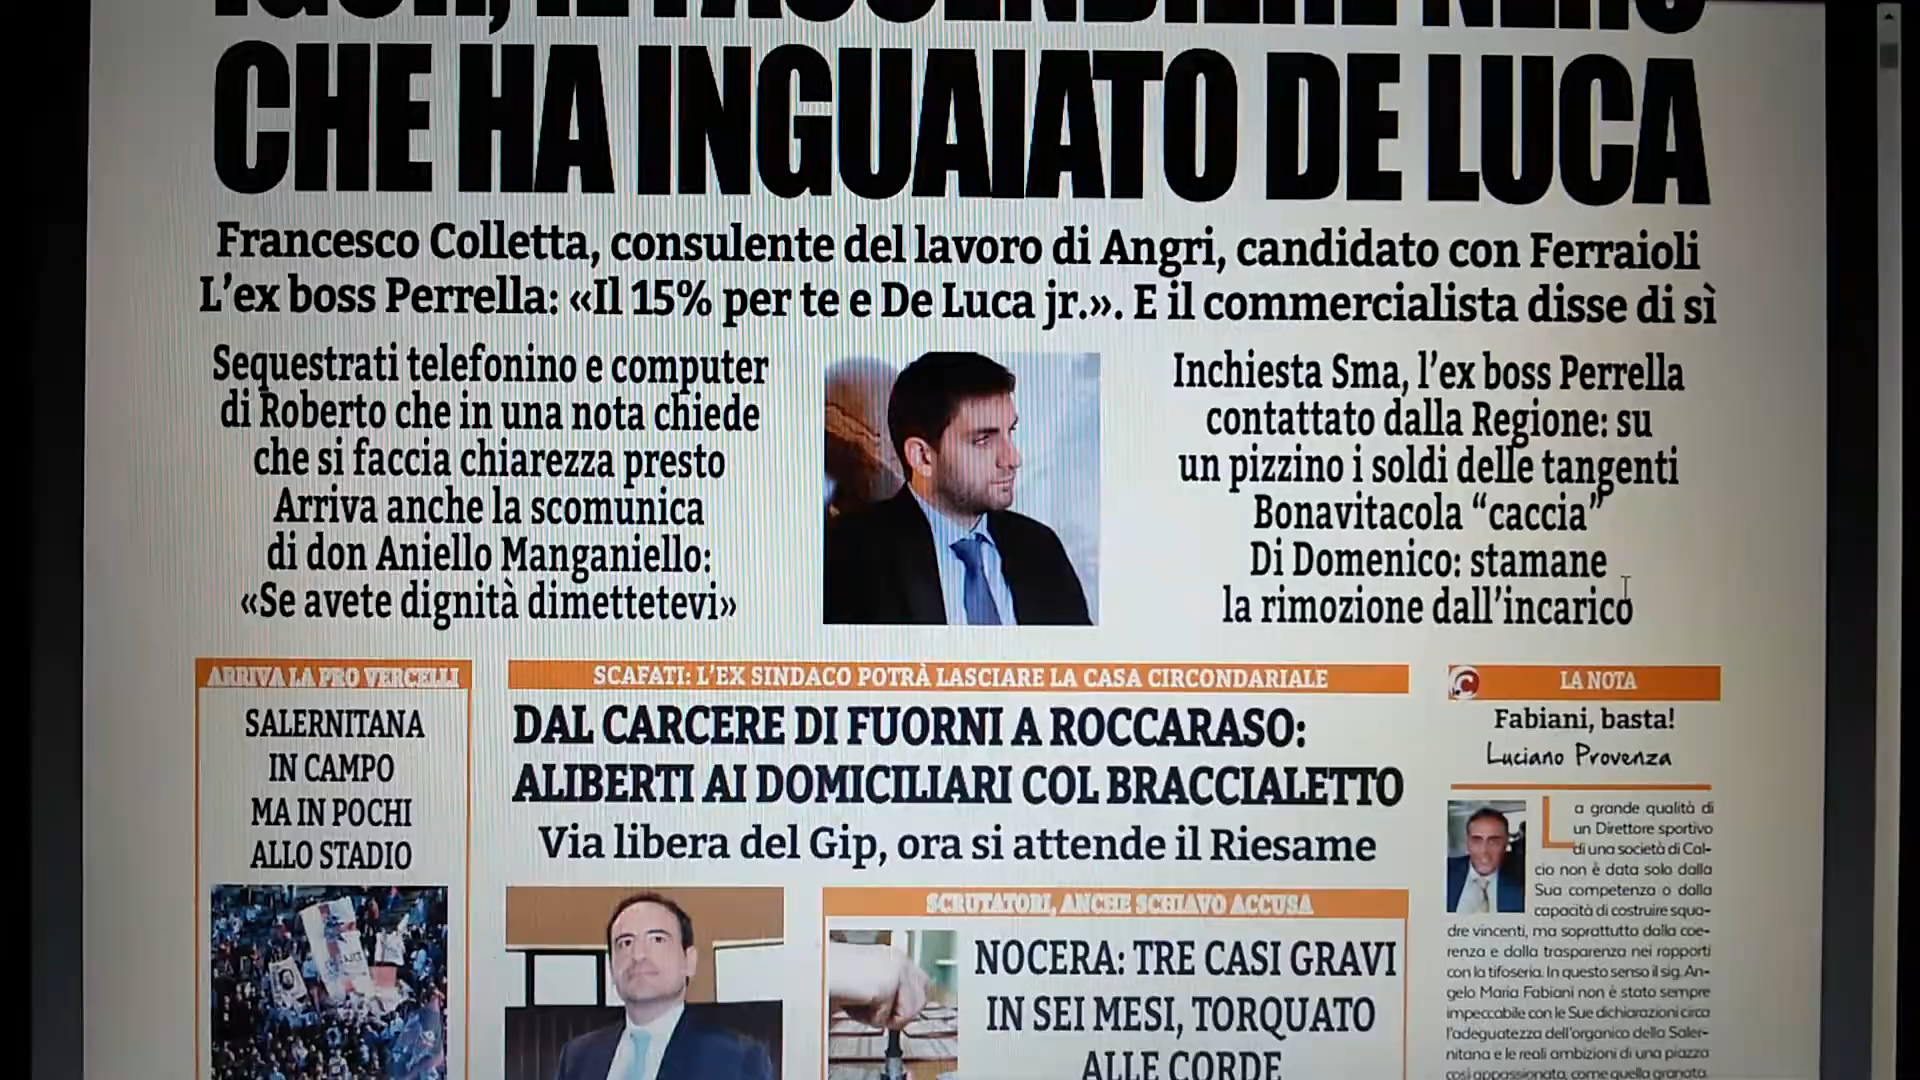 CHE HA INGUAIATO DE LUCA
Francesco Colletta, consulente del lavoro di Angri, candidato con Ferraioli
L'ex boss Perrella: «Il 15% per te e De Luca jr.». E il commercialista disse di sì
Sequestrati telefonino e computer
di Roberto che in una nota chiede
che si faccia chiarezza presto
Arriva anche la scomunica
di don Aniello Manganiello:
«Se avete dignità dimettetevi»
Inchiesta Sma, l'ex boss Perrella
contattato dalla Regione: su
un pizzino i soldi delle tangenti
Bonavitacola “caccia”
Di Domenico: stamane
la rimozione dall'incarico
ARRIVA LA PRO VERCELLI
SALERNITANA
IN CAMPO
MA IN POCHI
ALLO STADIO
SCAFATI: L'EX SINDACO POTRÀ LASCIARE LA CASA CIRCONDARIALE
DAL CARCERE DI FUORNI A ROCCARASO:
ALIBERTI AI DOMICILIARI COL BRACCIALETTO
Via libera del Gip, ora si attende il Riesame
SCRUTATORI, ANCHE SCHIAVO ACCUSA
NOCERA: TRE CASI GRAVI
IN SEI MESI, TORQUATO
ALLE CORDE
LA NOTA
Fabiani, basta!
Luciano Provenza
La grande qualità di
un Direttore sportivo
di una società di Cal-
cio non è data solo dalla
Sua competenza o dalla
capacità di costruire squa-
dre vincenti, ma soprattutto dalla coe-
renza e dalla trasparenza nei rapporti
con la tifoseria. In questo senso il sig. An-
gelo Maria Fabiani non è stato sempre
impeccabile con le Sue dichiarazioni circa
l'adeguatezza dell'organico della Saler-
nitana e le reali ambizioni di una piazza
così appassionata come quella granata.